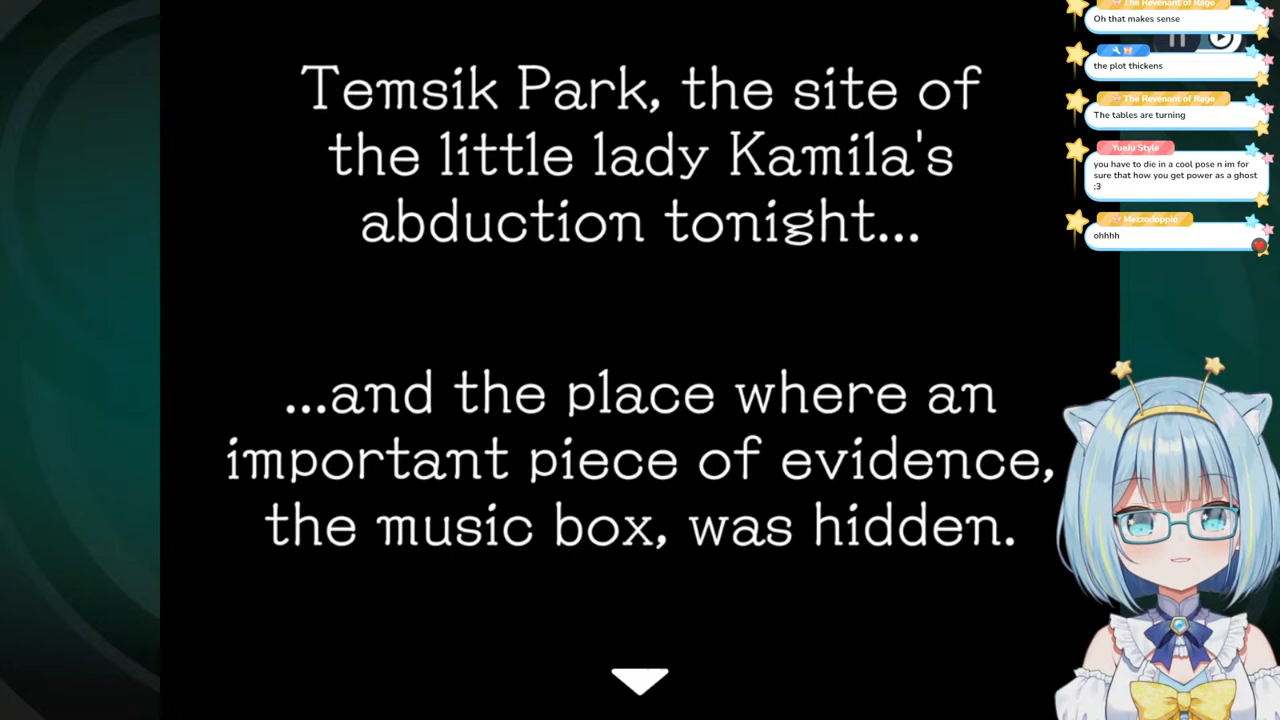 Temsik Park, the site of
the little lady Kamila's
abduction tonight...
...and the place where an
important piece of evidence,
the music box, was hidden.
The Revenant of Rage
Oh that makes sense
the plot thickens
The Revenant of Rage
The tables are turning
YueJu Style
you have to die in a cool pose n im for
sure that how you get power as a ghost
;3
Mezzodoppio
ohhhh